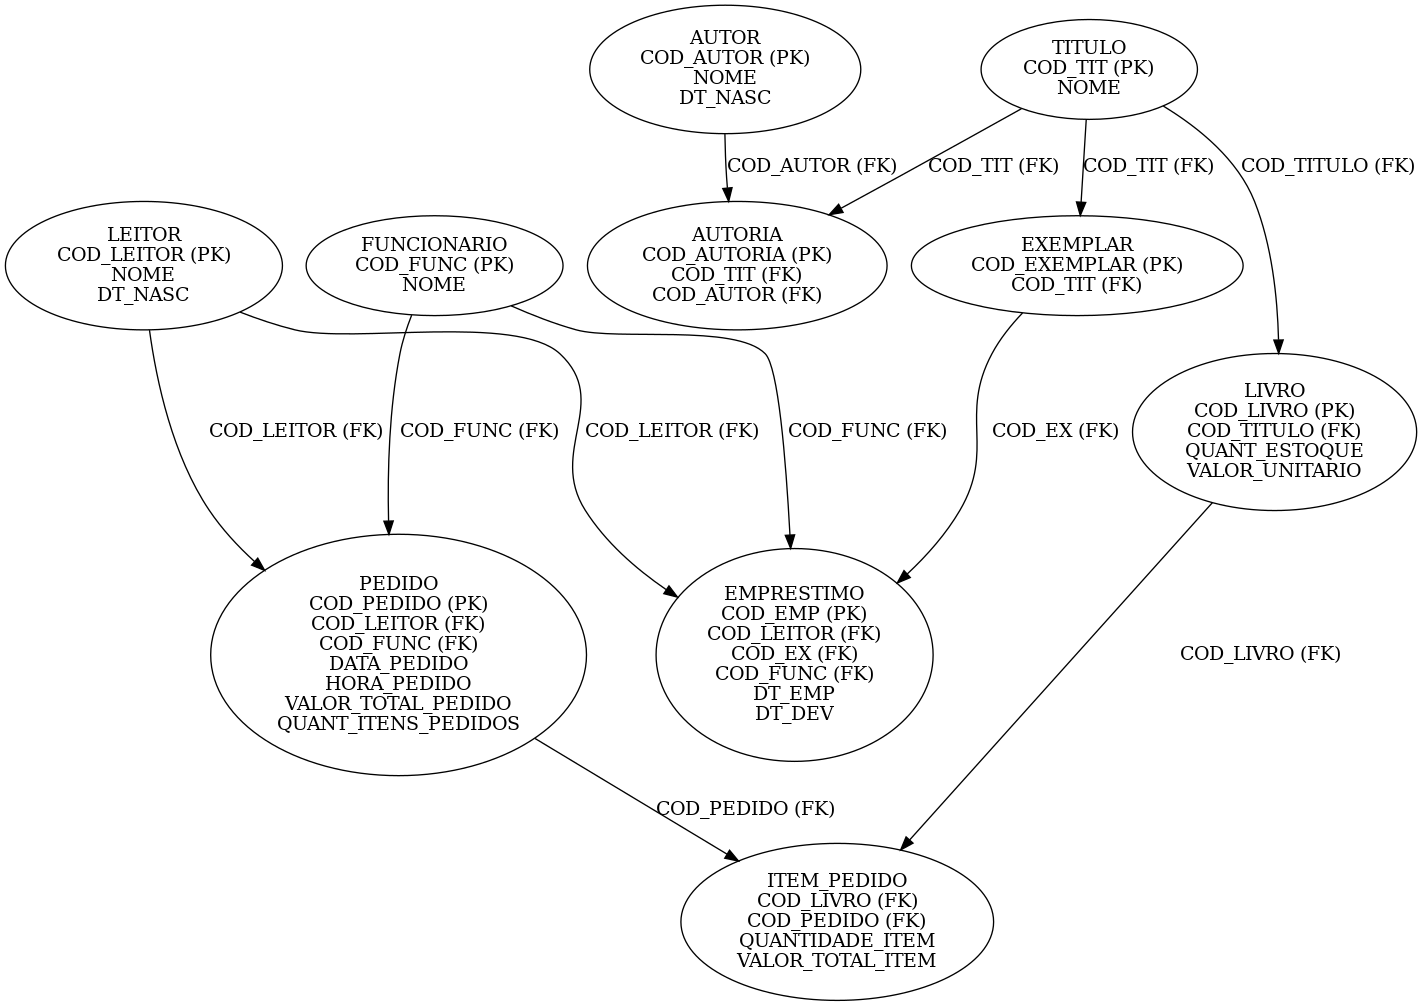 AUTOR
COD_AUTOR (PK)
NOME
DT_NASC
TITULO
COD_TIT (PK)
NOME
COD_AUTOR (FK)
COD_TIT (FK)
COD_TIT (FK)
COD_TITULO (FK)
LEITOR
COD_LEITOR (PK)
NOME
DT_NASC
FUNCIONARIO
COD_FUNC (PK)
NOME
AUTORIA
COD_AUTORIA (PK)
COD_TIT (FK)
COD_AUTOR (FK)
EXEMPLAR
COD_EXEMPLAR (PK)
COD_TIT (FK)
COD_LEITOR (FK)
COD_FUNC (FK)
COD_LEITOR (FK)
COD_FUNC (FK)
COD_EX (FK)
LIVRO
COD_LIVRO (PK)
COD_TITULO (FK)
QUANT_ESTOQUE
VALOR_UNITARIO
PEDIDO
COD_PEDIDO (PK)
COD_LEITOR (FK)
COD_FUNC (FK)
DATA_PEDIDO
HORA_PEDIDO
VALOR_TOTAL_PEDIDO
QUANT_ITENS_PEDIDOS
EMPRESTIMO
COD_EMP (PK)
COD_LEITOR (FK)
COD_EX (FK)
COD_FUNC (FK)
DT_EMP
DT_DEV
COD_LIVRO (FK)
COD_PEDIDO (FK)
ITEM_PEDIDO
COD_LIVRO (FK)
COD_PEDIDO (FK)
QUANTIDADE_ITEM
VALOR_TOTAL_ITEM